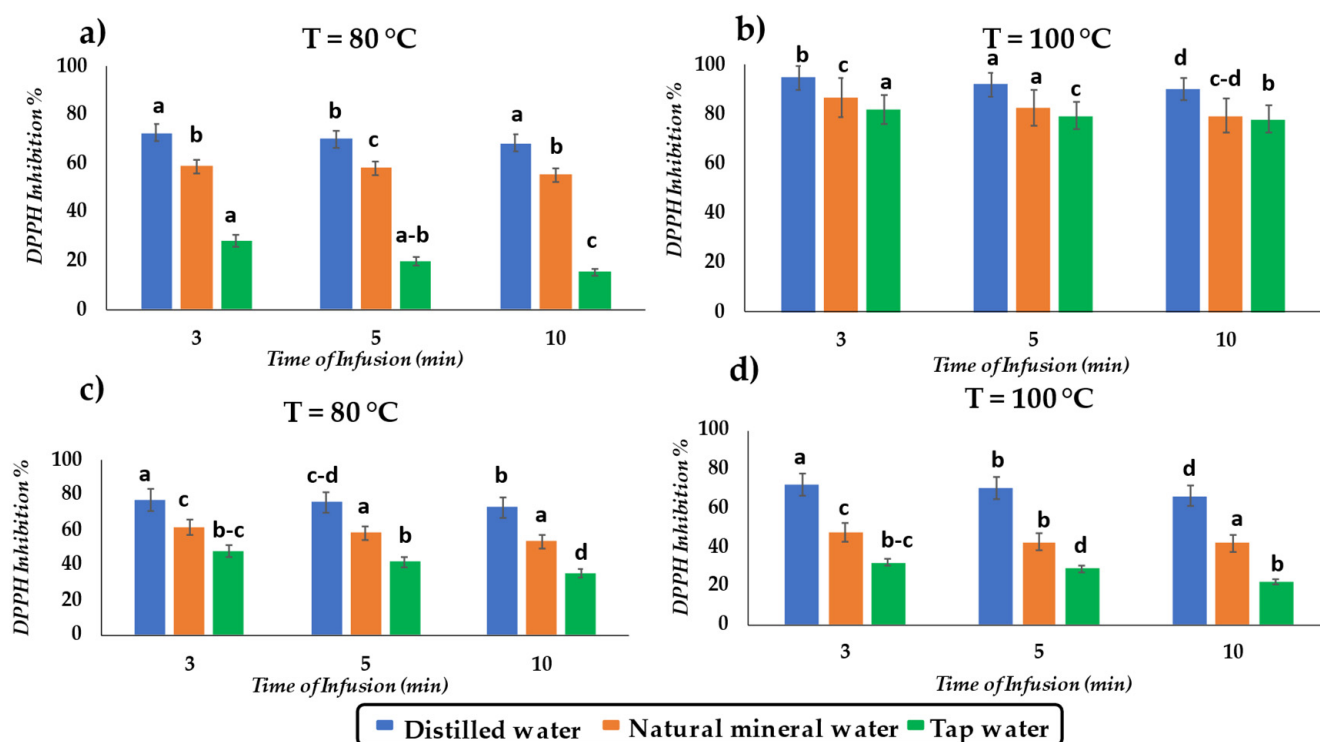 a)
T = 80 °C
DPPH Inhibition %
100
80
60
40
20
0
a
b
a
b
c
a-b
a
b
c
3
5
10
Time of Infusion (min)
b)
T = 100 °C
DPPH Inhibition %
100
80
60
40
20
0
b
c
a
a
a
c
d
c-d
b
3
5
10
Time of Infusion (min)
c)
T = 80 °C
DPPH Inhibition %
100
80
60
40
20
0
a
c
b-c
c-d
a
b
b
a
d
3
5
10
Time of Infusion (min)
d)
T = 100 °C
DPPH Inhibition %
100
80
60
40
20
0
a
c
b-c
b
b
d
d
a
b
3
5
10
Time of Infusion (min)
Distilled water Natural mineral water Tap water